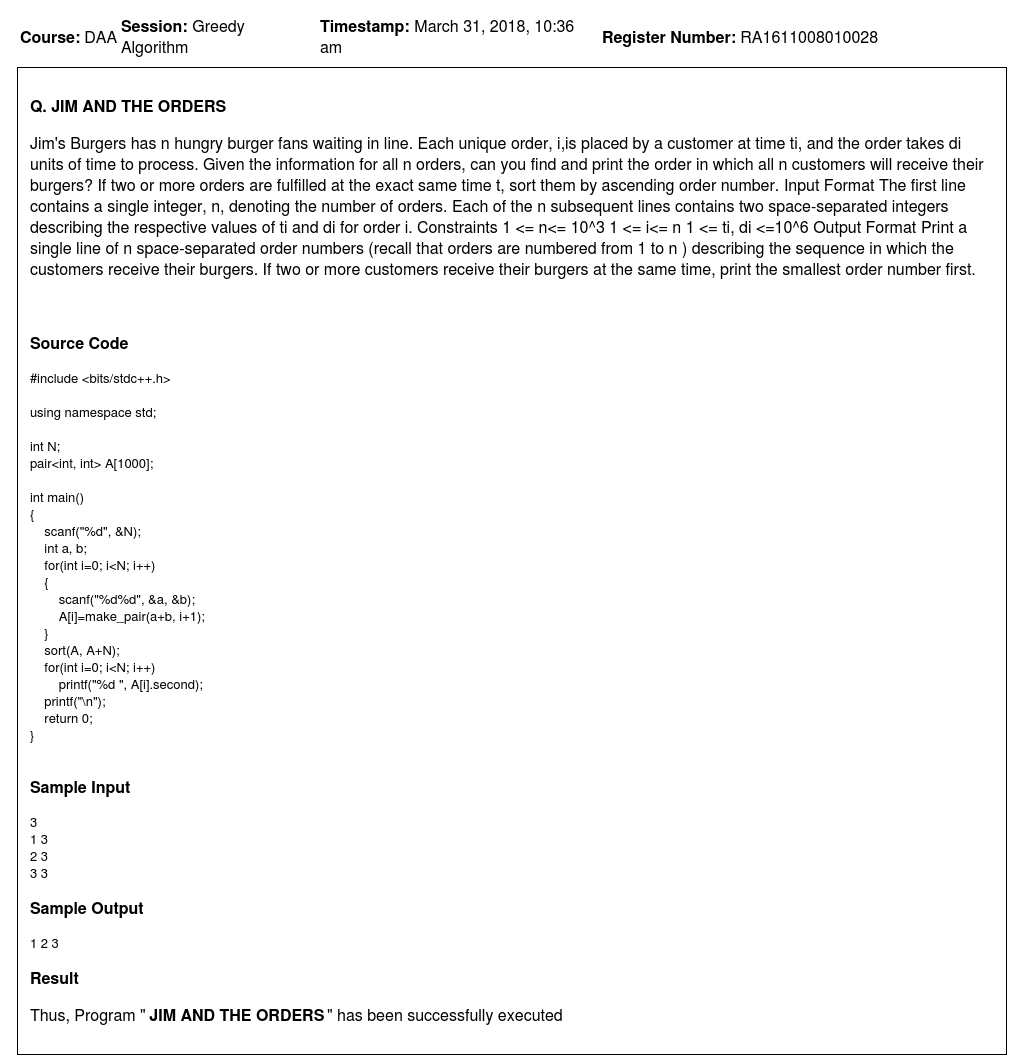 Course: DAA Session: Greedy Algorithm Timestamp: March 31, 2018, 10:36 am Register Number: RA1611008010028
Q. JIM AND THE ORDERS
Jim's Burgers has n hungry burger fans waiting in line. Each unique order, i,is placed by a customer at time ti, and the order takes di
units of time to process. Given the information for all n orders, can you find and print the order in which all n customers will receive their
burgers? If two or more orders are fulfilled at the exact same time t, sort them by ascending order number. Input Format The first line
contains a single integer, n, denoting the number of orders. Each of the n subsequent lines contains two space-separated integers
describing the respective values of ti and di for order i. Constraints 1 <= n<= 10^3 1 <= i<= n 1 <= ti, di <=10^6 Output Format Print a
single line of n space-separated order numbers (recall that orders are numbered from 1 to n ) describing the sequence in which the
customers receive their burgers. If two or more customers receive their burgers at the same time, print the smallest order number first.
Source Code
#include <bits/stdc++.h>
using namespace std;
int N;
pair<int, int> A[1000];
int main()
{
scanf("%d", &N);
int a, b;
for(int i=0; i<N; i++)
{
scanf("%d%d", &a, &b);
A[i]=make_pair(a+b, i+1);
}
sort(A, A+N);
for(int i=0; i<N; i++)
printf("%d ", A[i].second);
printf("\n");
return 0;
}
Sample Input
3
1 3
2 3
3 3
Sample Output
1 2 3
Result
Thus, Program " JIM AND THE ORDERS " has been successfully executed